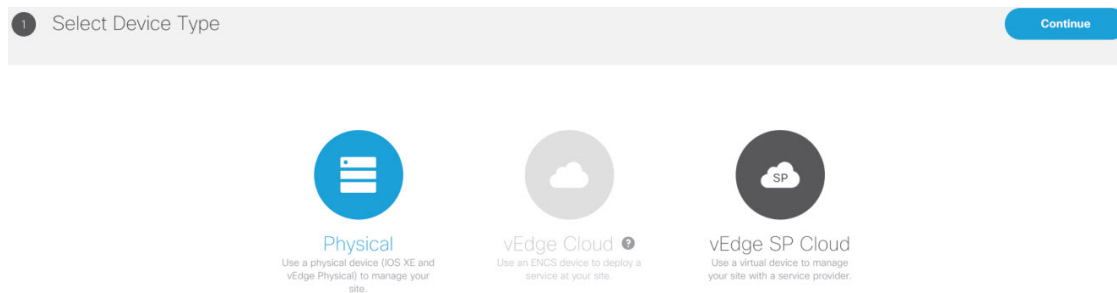 1 Select Device Type
Continue
SP
Physical
Use a physical device (IOS XE and
vEdge Physical) to manage your
site.
vEdge Cloud ?
Use an ENCS device to deploy a
service at your site.
vEdge SP Cloud
Use a virtual device to manage
your site with a service provider.